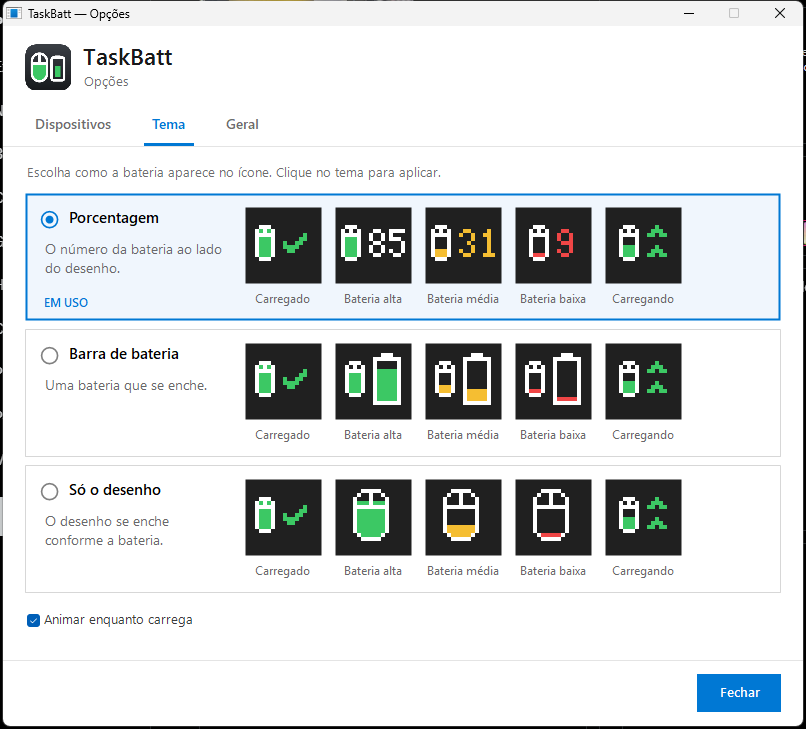 TaskBatt — Opções
TaskBatt
Opções
Dispositivos Tema Geral
Escolha como a bateria aparece no ícone. Clique no tema para aplicar.
Porcentagem
O número da bateria ao lado
do desenho.
EM USO
85 31 9
Carregado Bateria alta Bateria média Bateria baixa Carregando
Barra de bateria
Uma bateria que se enche.
Carregado Bateria alta Bateria média Bateria baixa Carregando
Só o desenho
O desenho se enche
conforme a bateria.
Carregado Bateria alta Bateria média Bateria baixa Carregando
Animar enquanto carrega
Fechar